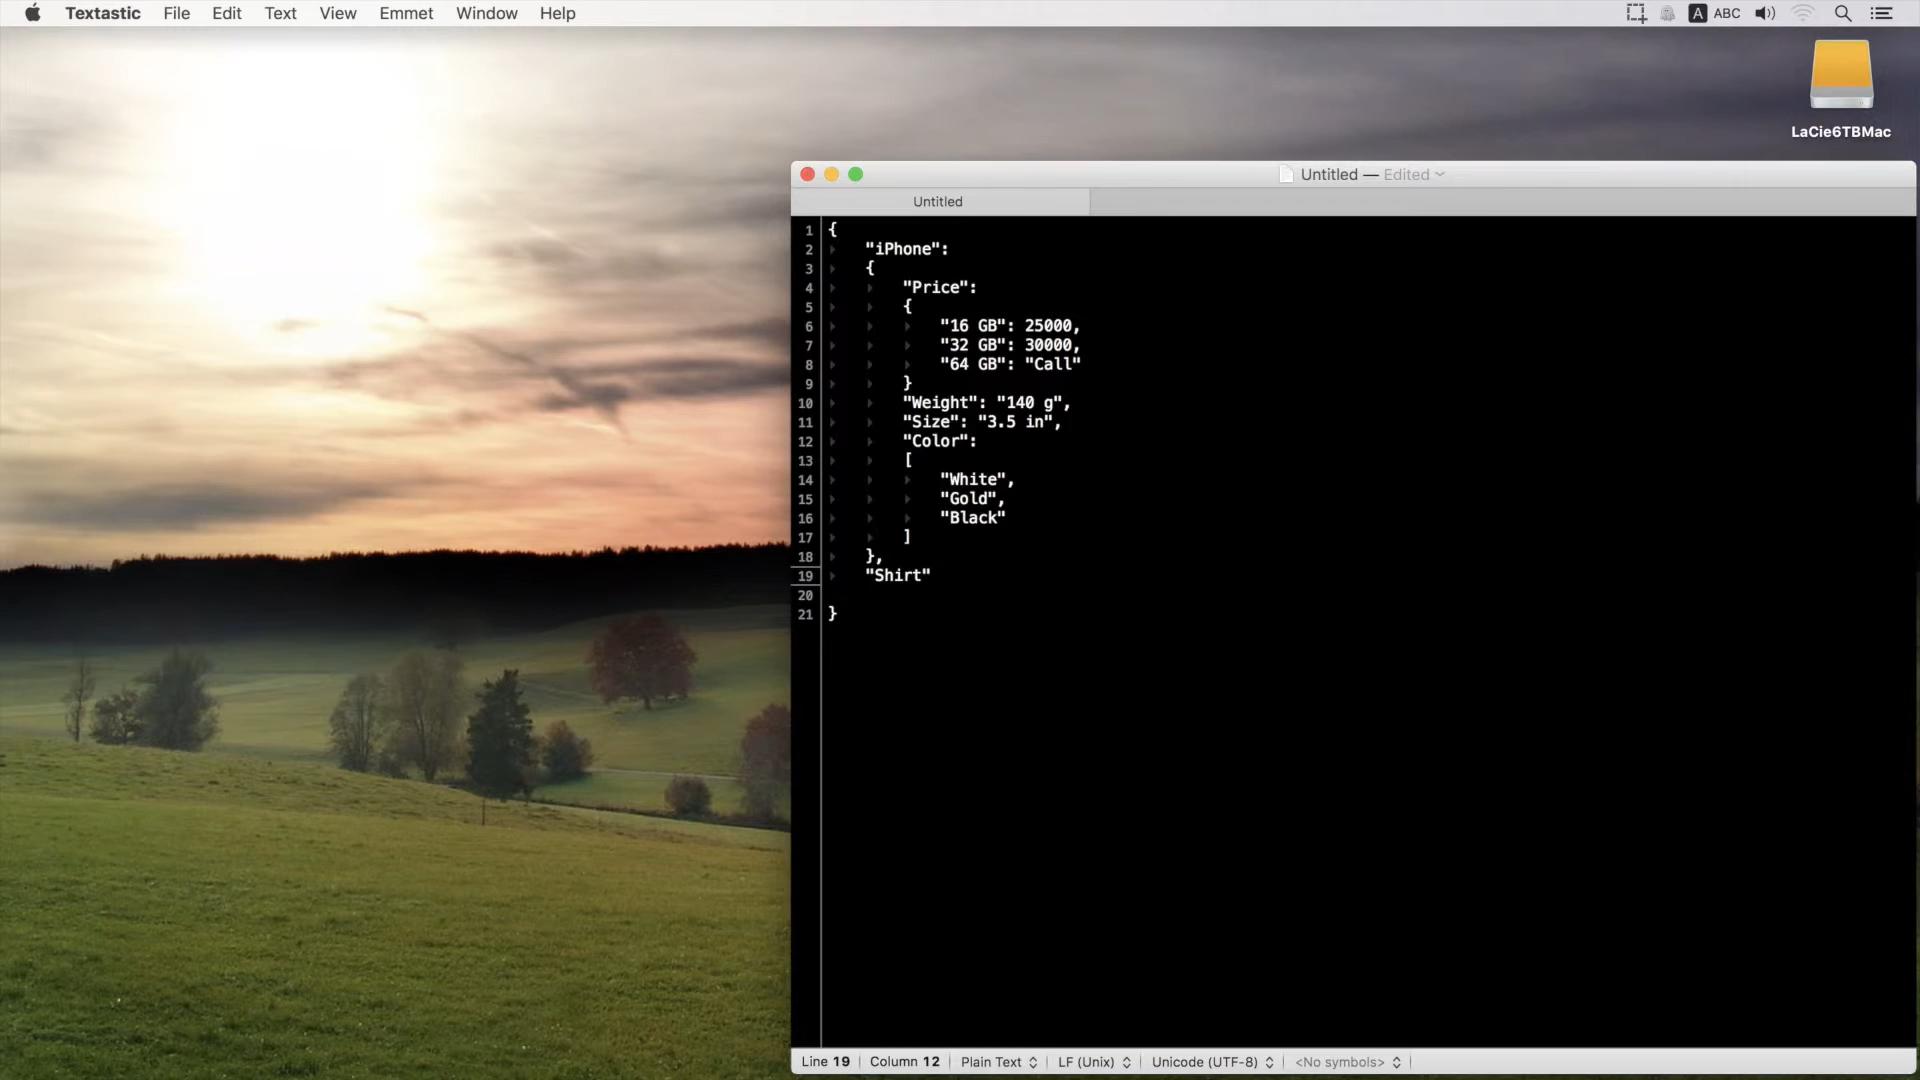 Textastic File Edit Text View Emmet Window Help A ABC
LaCie6TBMac
Untitled — Edited
Untitled
1 {
2 "iPhone":
3 {
4 "Price":
5 {
6 "16 GB": 25000,
7 "32 GB": 30000,
8 "64 GB": "Call"
9 }
10 "Weight": "140 g",
11 "Size": "3.5 in",
12 "Color":
13 [
14 "White",
15 "Gold",
16 "Black"
17 ]
18 },
19 "Shirt"
20
21 }
Line 19 Column 12 Plain Text LF (Unix) Unicode (UTF-8) <No symbols>